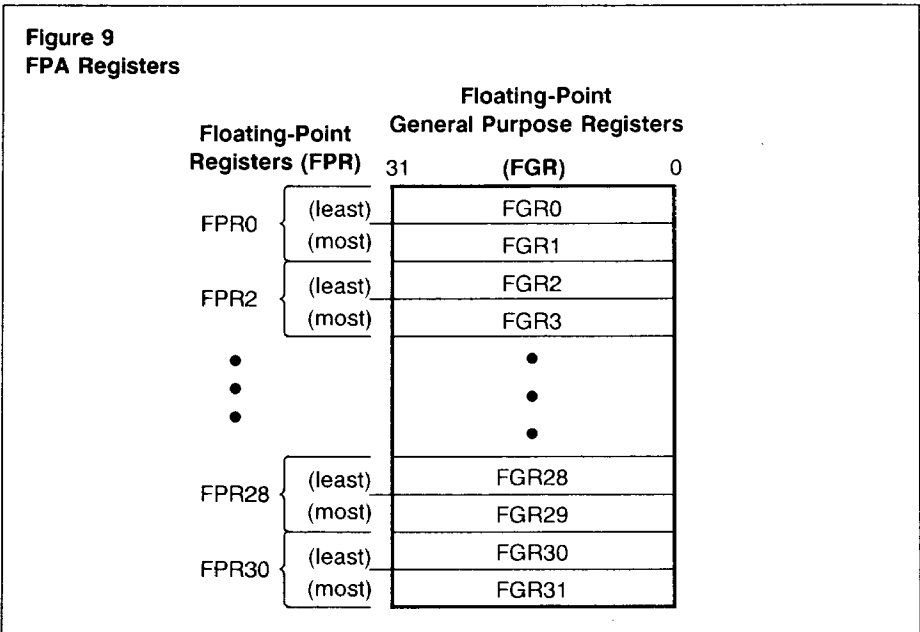 Figure 9
FPA Registers
Floating-Point
General Purpose Registers
Floating-Point
Registers (FPR)
31 (FGR) 0
FPR0 (least) FGR0
(most) FGR1
FPR2 (least) FGR2
(most) FGR3
FPR28 (least) FGR28
(most) FGR29
FPR30 (least) FGR30
(most) FGR31